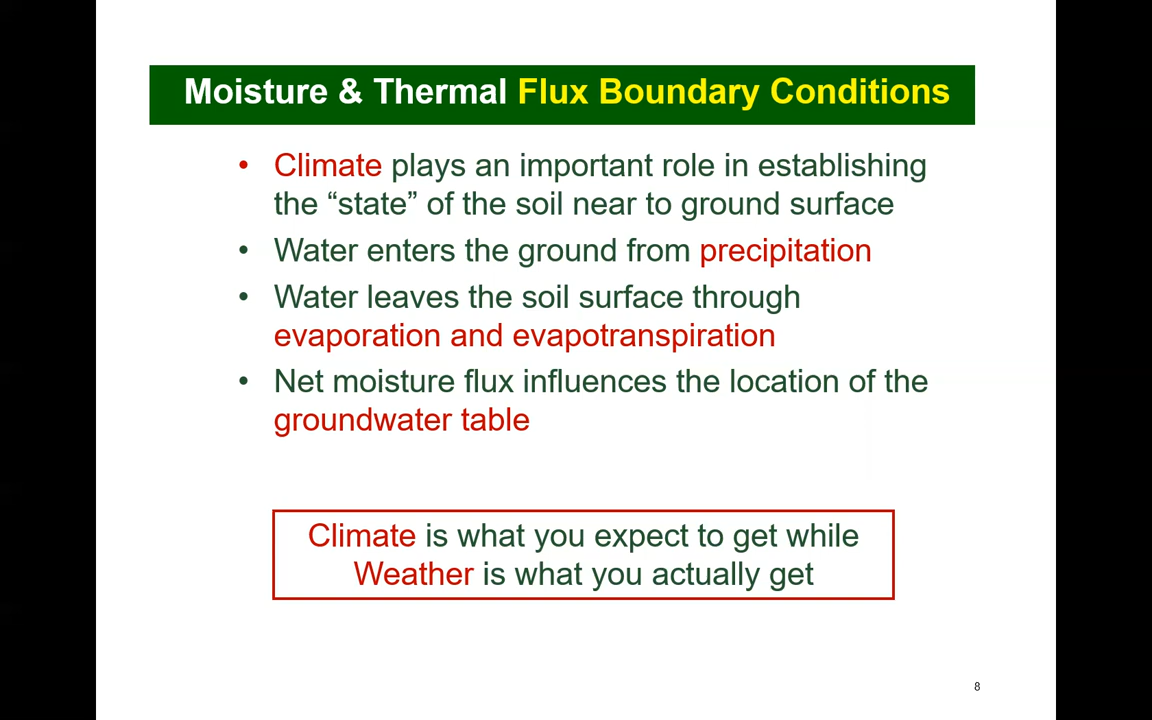 Moisture & Thermal Flux Boundary Conditions
• Climate plays an important role in establishing
the “state” of the soil near to ground surface
• Water enters the ground from precipitation
• Water leaves the soil surface through
evaporation and evapotranspiration
• Net moisture flux influences the location of the
groundwater table
Climate is what you expect to get while
Weather is what you actually get
8